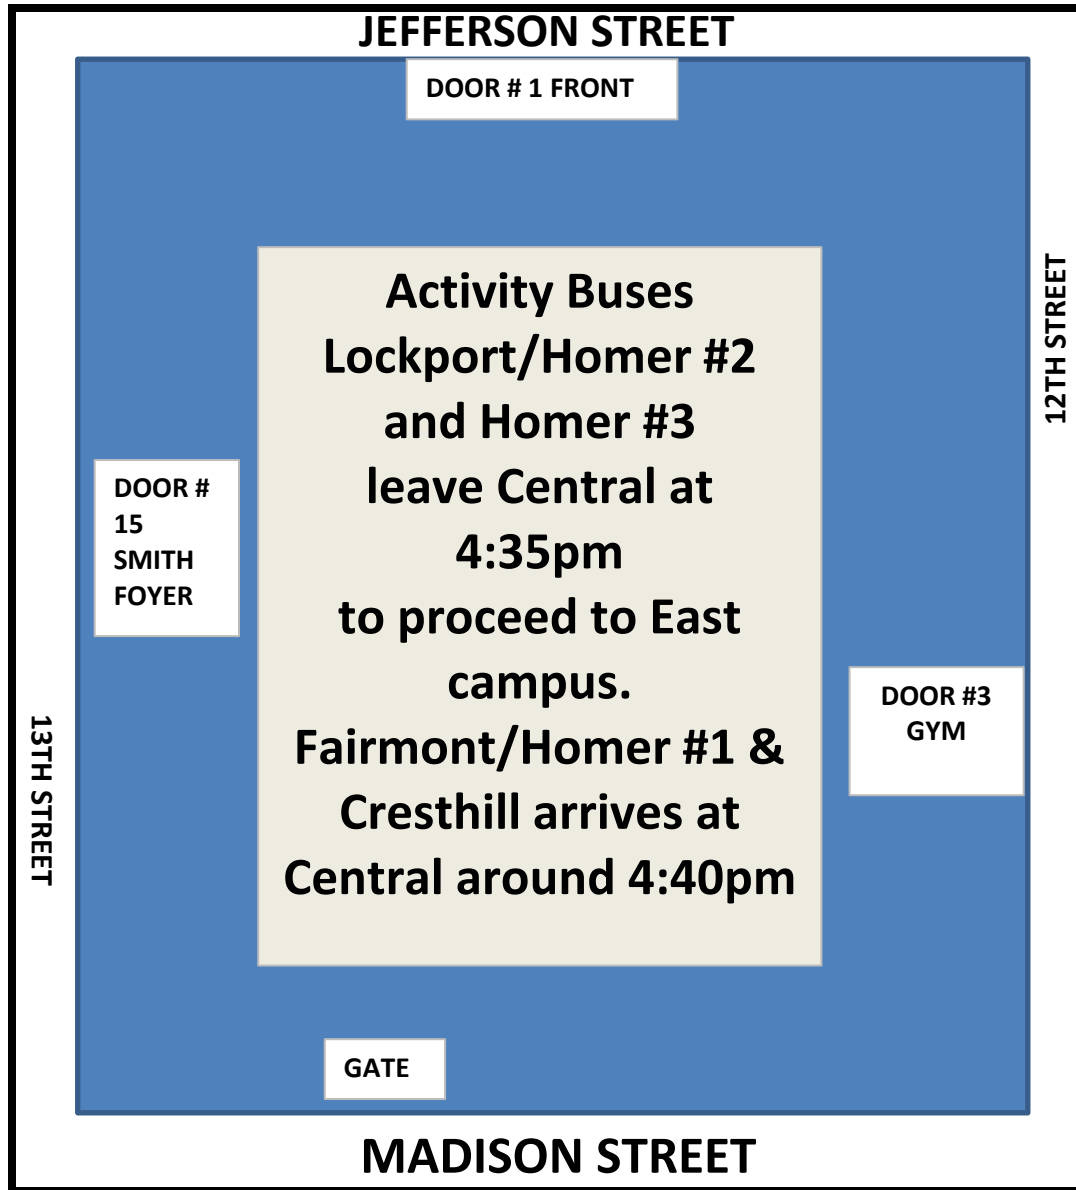 JEFFERSON STREET
DOOR # 1 FRONT
12TH STREET
Activity Buses
Lockport/Homer #2
and Homer #3
leave Central at
4:35pm
to proceed to East
campus.
Fairmont/Homer #1 &
Cresthill arrives at
Central around 4:40pm
DOOR #
15
SMITH
FOYER
DOOR #3
GYM
13TH STREET
GATE
MADISON STREET